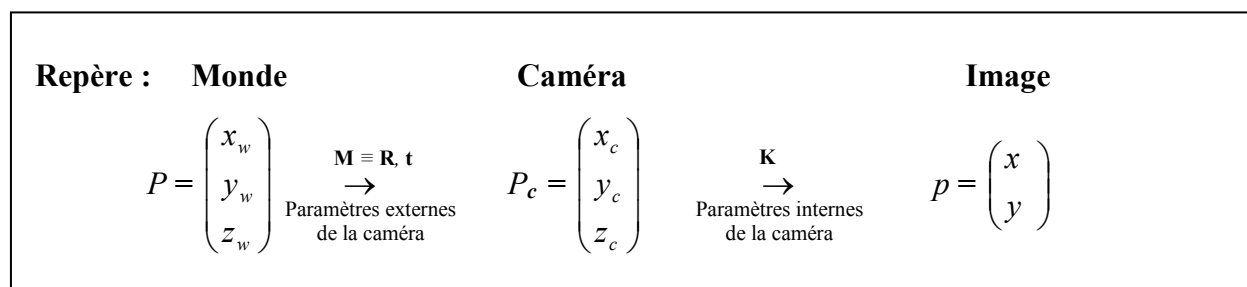 Repère : Monde Caméra Image
P = (x_w y_w z_w) M ≡ R, t → Paramètres externes de la caméra P_c = (x_c y_c z_c) K → Paramètres internes de la caméra p = (x y)